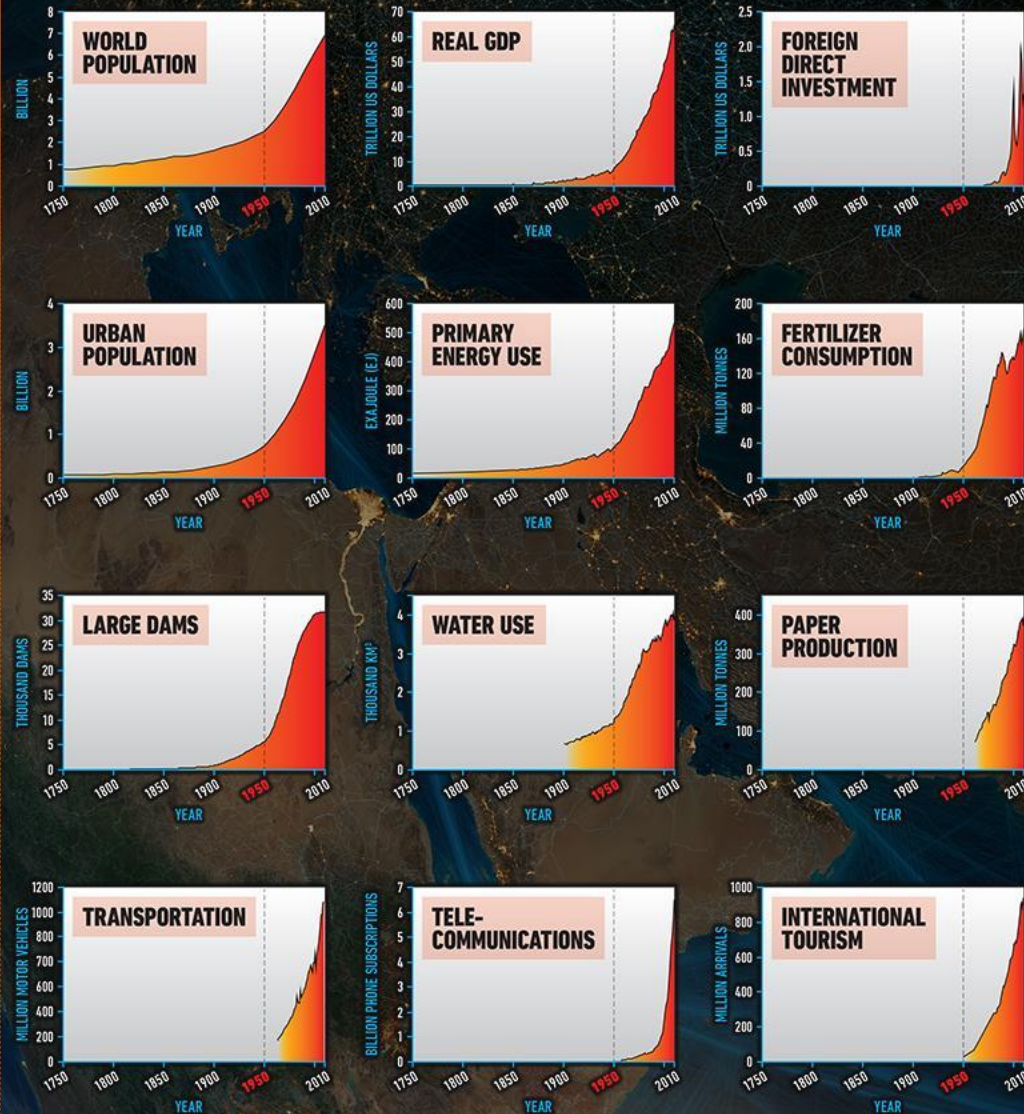 WORLD
POPULATION
BILLION
8
7
6
5
4
3
2
1
0
1750 1800 1850 1900 1950 2010
YEAR
REAL GDP
TRILLION US DOLLARS
70
60
50
40
30
20
10
0
1750 1800 1850 1900 1950 2010
YEAR
FOREIGN
DIRECT
INVESTMENT
TRILLION US DOLLARS
2.5
2.0
1.5
1.0
0.5
0
1750 1800 1850 1900 1950 2010
YEAR
URBAN
POPULATION
BILLION
4
3
2
1
0
1750 1800 1850 1900 1950 2010
YEAR
PRIMARY
ENERGY USE
EXAJOULE (EJ)
600
500
400
300
200
100
0
1750 1800 1850 1900 1950 2010
YEAR
FERTILIZER
CONSUMPTION
MILLION TONNES
200
160
120
80
40
0
1750 1800 1850 1900 1950 2010
YEAR
LARGE DAMS
THOUSAND DAMS
35
30
25
20
15
10
5
0
1750 1800 1850 1900 1950 2010
YEAR
WATER USE
THOUSAND KM³
4
3
2
1
0
1750 1800 1850 1900 1950 2010
YEAR
PAPER
PRODUCTION
MILLION TONNES
400
300
200
100
0
1750 1800 1850 1900 1950 2010
YEAR
TRANSPORTATION
MILLION MOTOR VEHICLES
1200
1000
800
700
600
400
200
0
1750 1800 1850 1900 1950 2010
YEAR
TELE-
COMMUNICATIONS
BILLION PHONE SUBSCRIPTIONS
7
6
5
4
3
2
1
0
1750 1800 1850 1900 1950 2010
YEAR
INTERNATIONAL
TOURISM
MILLION ARRIVALS
1000
800
600
400
200
0
1750 1800 1850 1900 1950 2010
YEAR